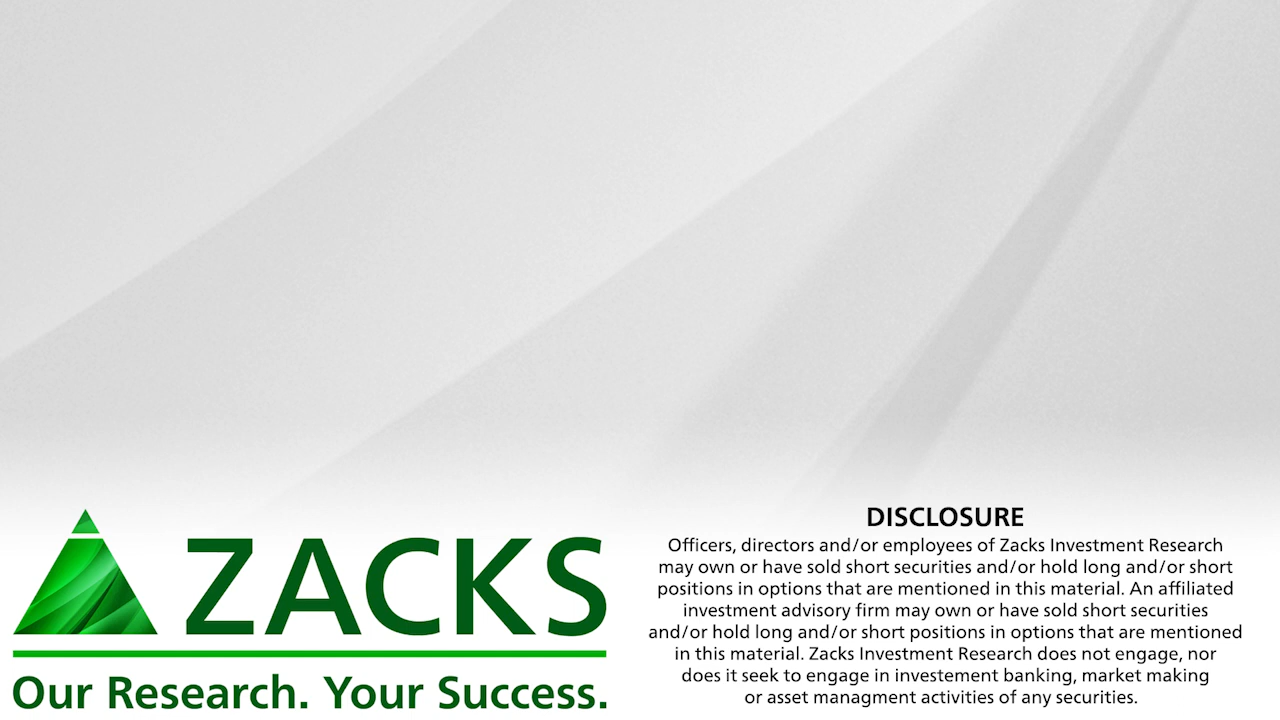 ZACKS
Our Research. Your Success.
DISCLOSURE
Officers, directors and/or employees of Zacks Investment Research
may own or have sold short securities and/or hold long and/or short
positions in options that are mentioned in this material. An affiliated
investment advisory firm may own or have sold short securities
and/or hold long and/or short positions in options that are mentioned
in this material. Zacks Investment Research does not engage, nor
does it seek to engage in investement banking, market making
or asset managment activities of any securities.